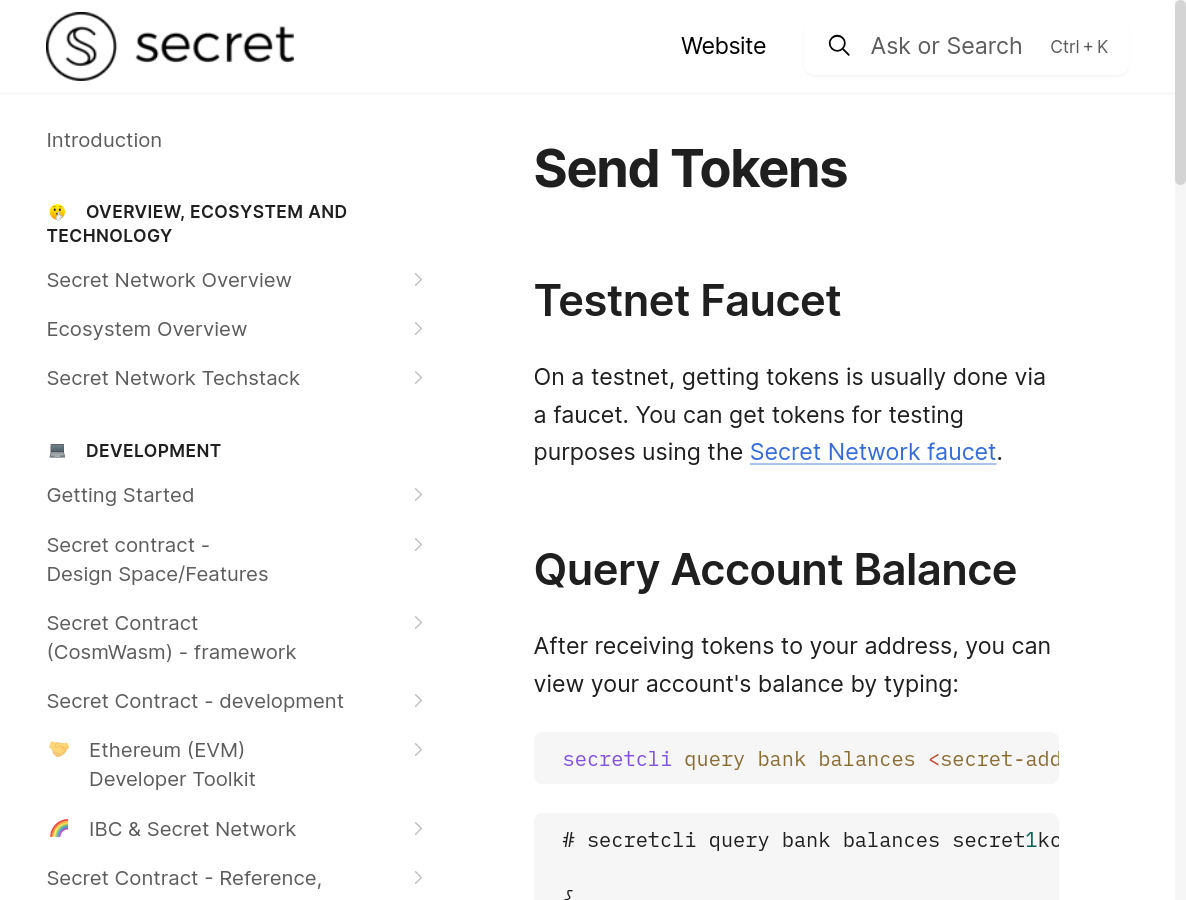 secret
Website
Ask or Search Ctrl + K
Introduction
OVERVIEW, ECOSYSTEM AND
TECHNOLOGY
Secret Network Overview
Ecosystem Overview
Secret Network Techstack
DEVELOPMENT
Getting Started
Secret contract -
Design Space/Features
Secret Contract
(CosmWasm) - framework
Secret Contract - development
Ethereum (EVM)
Developer Toolkit
IBC & Secret Network
Secret Contract - Reference,
Send Tokens
Testnet Faucet
On a testnet, getting tokens is usually done via
a faucet. You can get tokens for testing
purposes using the Secret Network faucet.
Query Account Balance
After receiving tokens to your address, you can
view your account's balance by typing:
secretcli query bank balances <secret-add
# secretcli query bank balances secret1kc
{